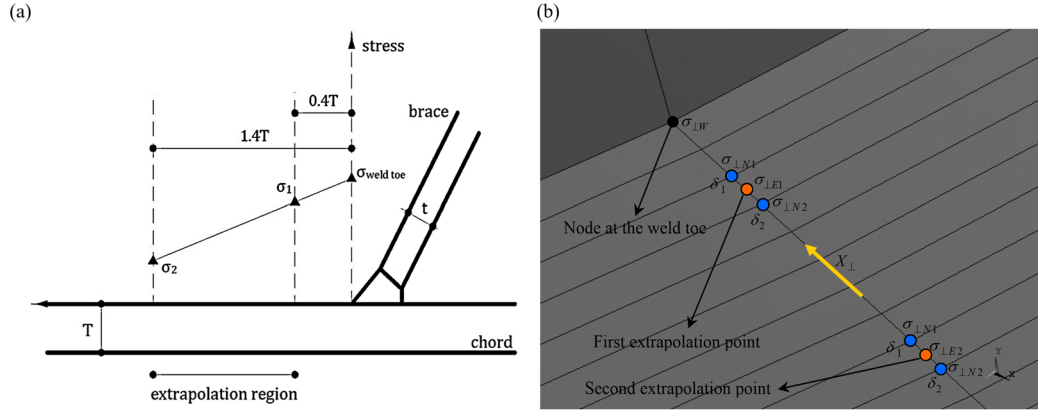 (a)
stress
0.4T
brace
1.4T
σweld toe
σ1
t
σ2
T
chord
extrapolation region
(b)
σ⊥W
σ⊥N1
δ1
σ⊥E1
σ⊥N2
δ2
Node at the weld toe
X⊥
First extrapolation point
σ⊥N1
δ1
σ⊥E2
σ⊥N2
δ2
Second extrapolation point
Y
X